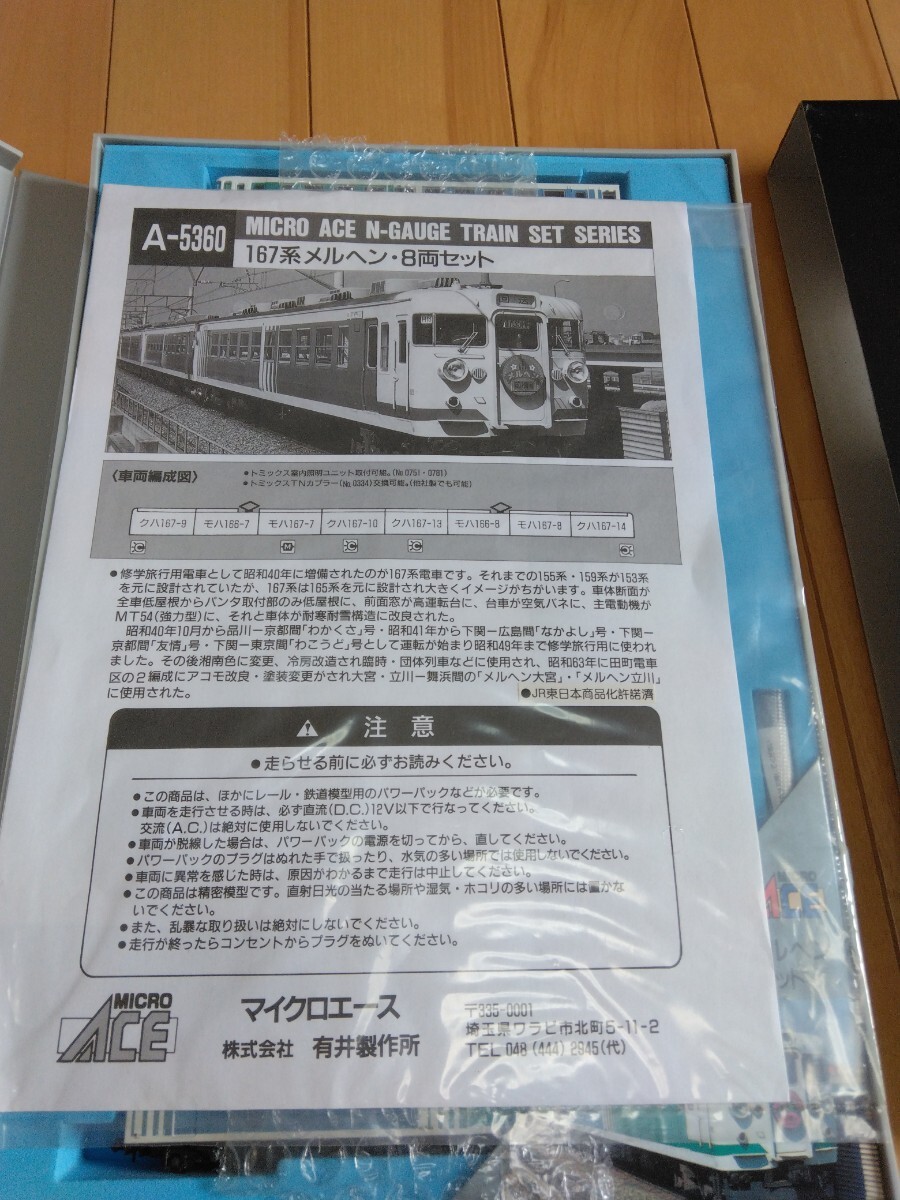 A-5360
MICRO ACE N-GAUGE TRAIN SET SERIES
167系メルヘン・8両セット
メルヘン
〈車両編成図〉
●トミックス室内照明ユニット取付可能。(No.0751・0781)
●トミックスTNカプラー(No.0334)交換可能。(他社製でも可能)
クハ167-9 モハ166-7 モハ167-7 クハ167-10 クハ167-13 モハ166-8 モハ167-8 クハ167-14
C M C C C
●修学旅行用電車として昭和40年に増備されたのが167系電車です。それまでの155系・159系が153系
を元に設計されていたが、167系は165系を元に設計され大きくイメージがちがいます。車体断面が
全車低屋根からパンタ取付部のみ低屋根に、前面窓が高運転台に、台車が空気バネに、主電動機が
MT54(強力型)に、それと車体が耐寒耐雪構造に改良された。
昭和40年10月から品川ー京都間「わかくさ」号・昭和41年から下関ー広島間「なかよし」号・下関ー
京都間「友情」号・下関ー東京間「わこうど」号として運転が始まり昭和49年まで修学旅行用に使われ
ました。その後湘南色に変更、冷房改造され臨時・団体列車などに使用され、昭和63年に田町電車
区の2編成にアコモ改良・塗装変更がされ大宮・立川ー舞浜間の「メルヘン大宮」・「メルヘン立川」
に使用された。
●JR東日本商品化許諾済
注意
●走らせる前に必ずお読みください。
●この商品は、ほかにレール・鉄道模型用のパワーパックなどが必要です。
●車両を走行させる時は、必ず直流(D.C.)12V以下で行なってください。
交流(A.C.)は絶対に使用しないでください。
●車両が脱線した場合は、パワーパックの電源を切ってから、直してください。
●パワーパックのプラグはぬれた手で扱ったり、水気の多い場所では使用しないでください。
●車両に異常を感じた時は、原因がわかるまで走行は中止してください。
●この商品は精密模型です。直射日光の当たる場所や湿気・ホコリの多い場所には置かな
いでください。
●また、乱暴な取り扱いは絶対にしないでください。
●走行が終ったらコンセントからプラグをぬいてください。
MICRO
ACE
マイクロエース
株式会社 有井製作所
〒335-0001
埼玉県ワラビ市北町5-11-2
TEL 048 (444) 2945(代)